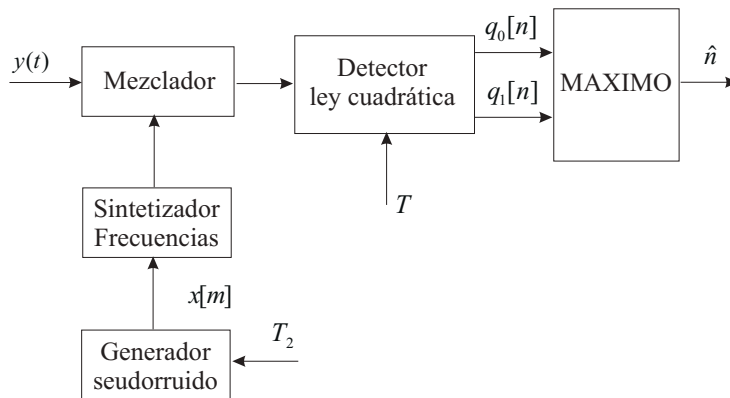 y(t)
Mezclador
Detector
ley cuadrática
q₀[n]
q₁[n]
MAXIMO
n̂
T
Sintetizador
Frecuencias
x[m]
Generador
seudorruido
T₂